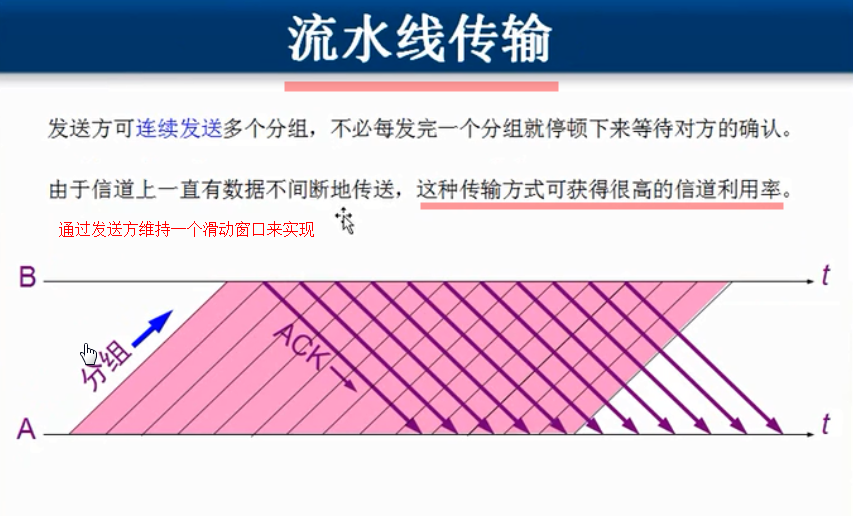 流水线传输
发送方可连续发送多个分组，不必每发完一个分组就停顿下来等待对方的确认。
由于信道上一直有数据不间断地传送，这种传输方式可获得很高的信道利用率。
通过发送方维持一个滑动窗口来实现
B
t
分组
ACK
A
t